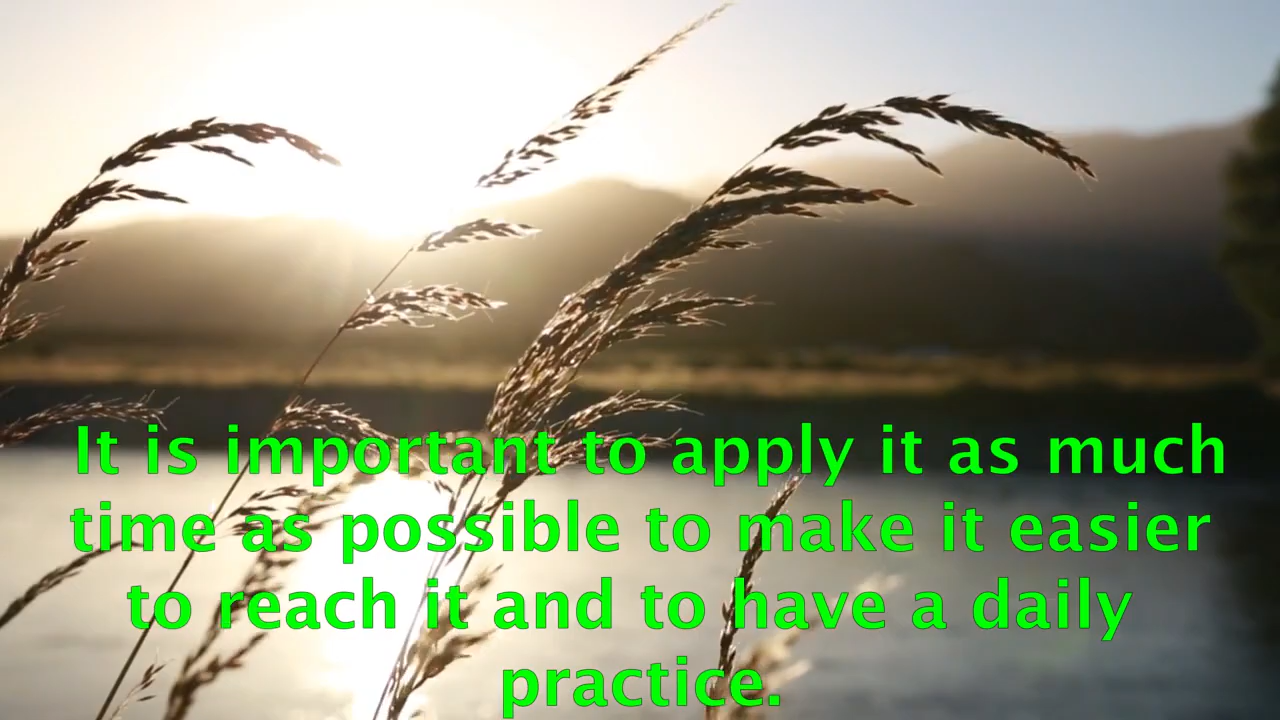 It is important to apply it as much
time as possible to make it easier
to reach it and to have a daily
practice.